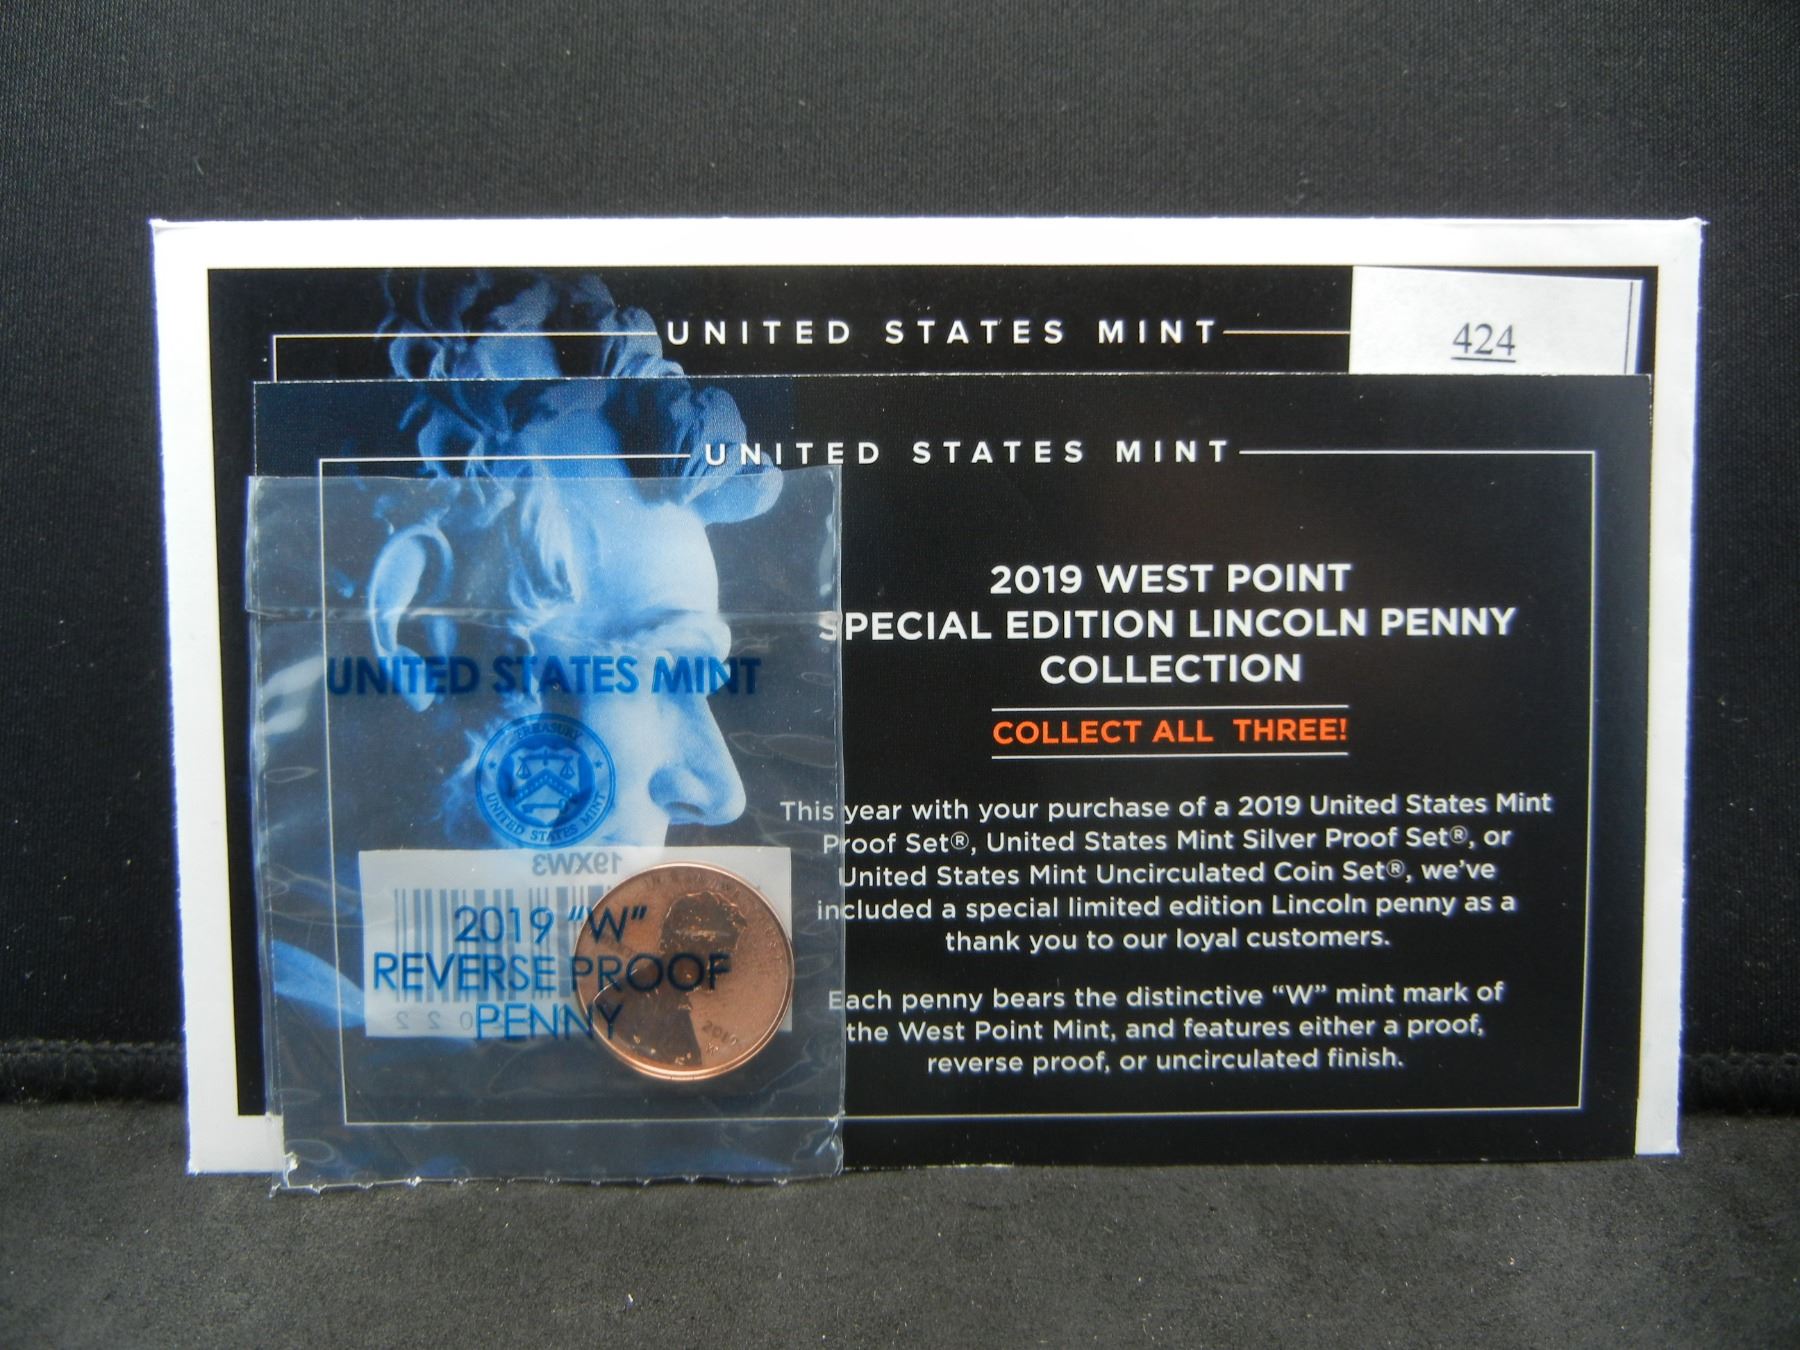 UNITED STATES MINT
424
UNITED STATES MINT
2019 WEST POINT
SPECIAL EDITION LINCOLN PENNY
COLLECTION
COLLECT ALL THREE!
This year with your purchase of a 2019 United States Mint
Proof Set®, United States Mint Silver Proof Set®, or
United States Mint Uncirculated Coin Set®, we've
included a special limited edition Lincoln penny as a
thank you to our loyal customers.
Each penny bears the distinctive "W" mint mark of
the West Point Mint, and features either a proof,
reverse proof, or uncirculated finish.
UNITED STATES MINT
TREASURY
UNITED STATES MINT
19XW3
2019 "W"
REVERSE PROOF
PENNY
2019